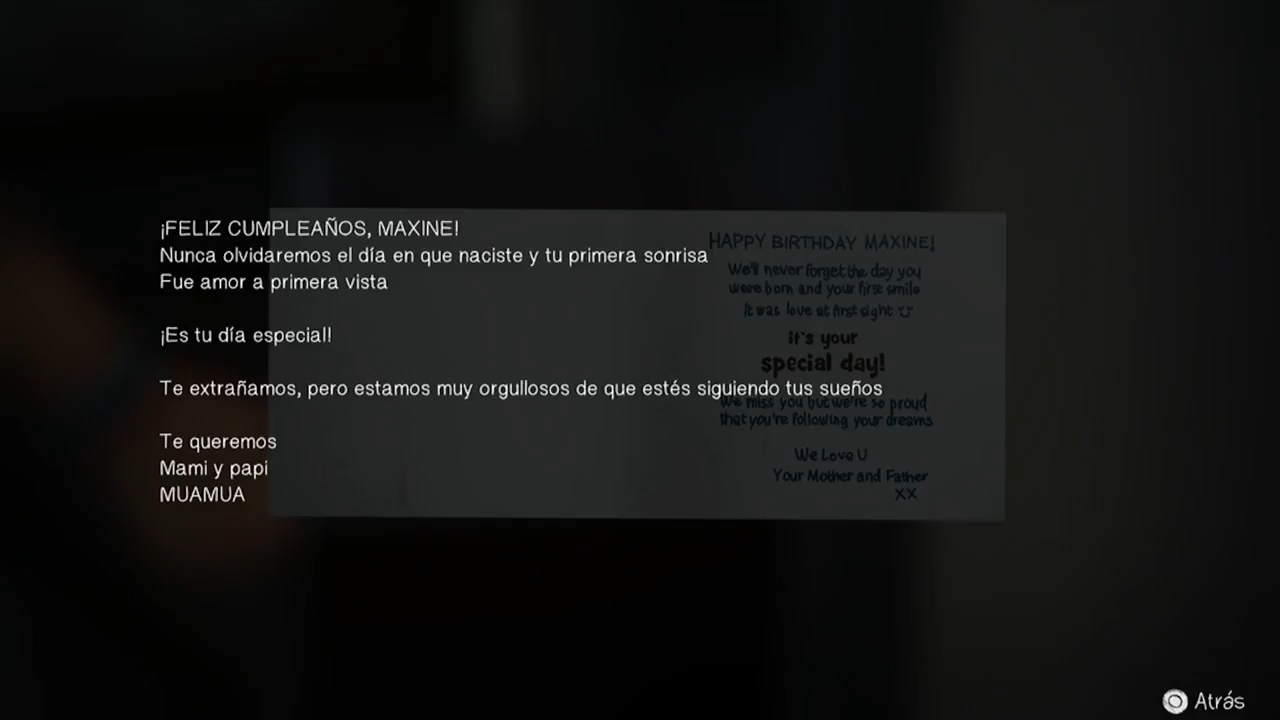 ¡FELIZ CUMPLEAÑOS, MAXINE!
Nunca olvidaremos el día en que naciste y tu primera sonrisa
Fue amor a primera vista
¡Es tu día especial!
Te extrañamos, pero estamos muy orgullosos de que estés siguiendo tus sueños
Te queremos
Mami y papi
MUAMUA
HAPPY BIRTHDAY MAXINE!
We'll never forget the day you
were born and your first smile
It was love at first sight
it's your
special day!
We miss you but we're so proud
that you're following your dreams
We Love U
Your Mother and Father
XX
Atrás